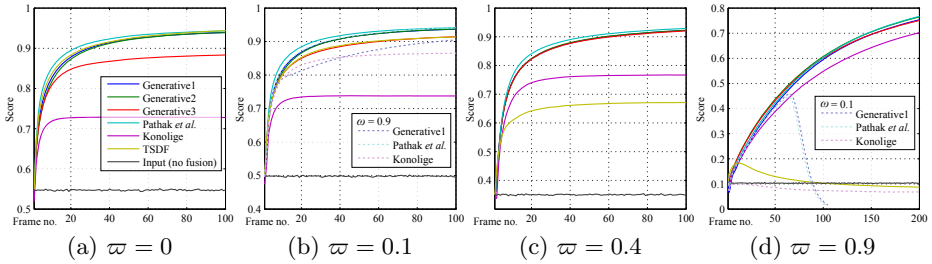 1
0.9
0.8
0.7
0.6
0.5
Score
Generative1
Generative2
Generative3
Pathak et al.
Konolige
TSDF
Input (no fusion)
Frame no.
20
40
60
80
100
(a) ϖ = 0
1
0.9
0.8
0.7
0.6
0.5
0.4
Score
ω = 0.9
Generative1
Pathak et al.
Konolige
Frame no.
20
40
60
80
100
(b) ϖ = 0.1
1
0.9
0.8
0.7
0.6
0.5
0.4
Score
Frame no.
20
40
60
80
100
(c) ϖ = 0.4
0.8
0.7
0.6
0.5
0.4
0.3
0.2
0.1
0
Score
ω = 0.1
Generative1
Pathak et al.
Konolige
Frame no.
50
100
150
200
(d) ϖ = 0.9